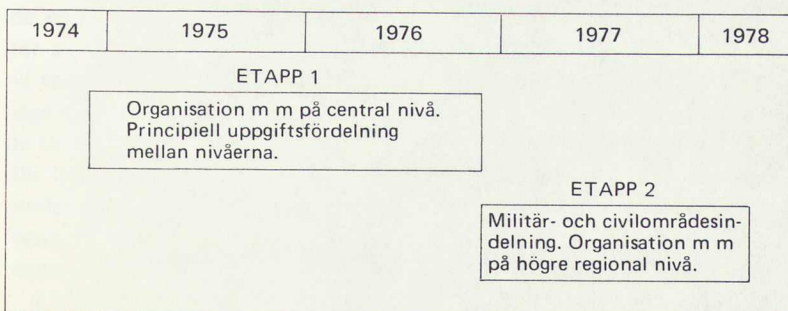 1974 1975 1976 1977 1978
ETAPP 1
Organisation m m på central nivå.
Principiell uppgiftsfördelning
mellan nivåerna.
ETAPP 2
Militär- och civilområdesin-
delning. Organisation m m
på högre regional nivå.